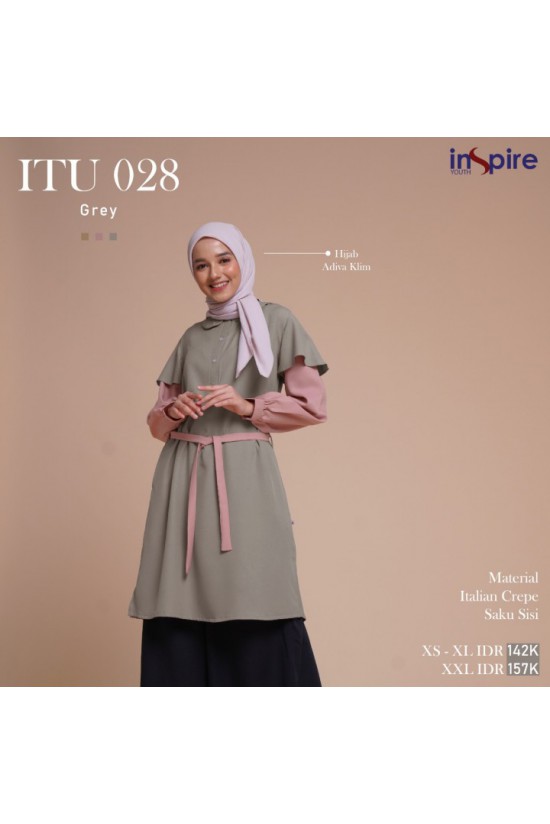 ITU 028
Grey
inSpire
YOUTH
Hijab
Adiva Klim
Material
Italian Crepe
Saku Sisi
XS - XL IDR 142K
XXL IDR 157K